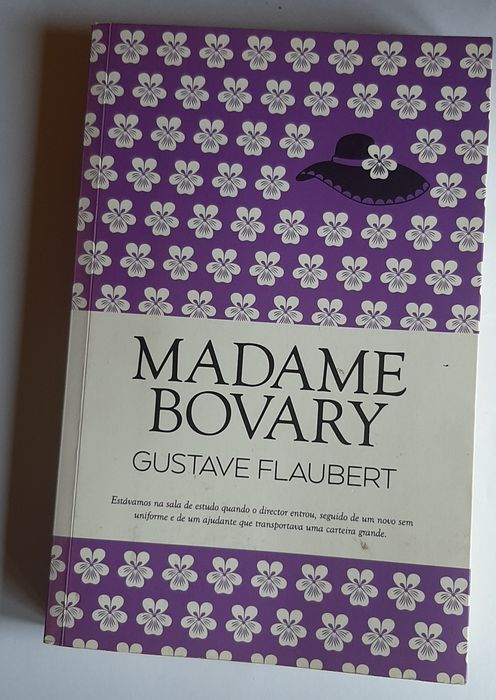 MADAME
BOVARY
GUSTAVE FLAUBERT
Estávamos na sala de estudo quando o director entrou, seguido de um novo sem
uniforme e de um ajudante que transportava uma carteira grande.